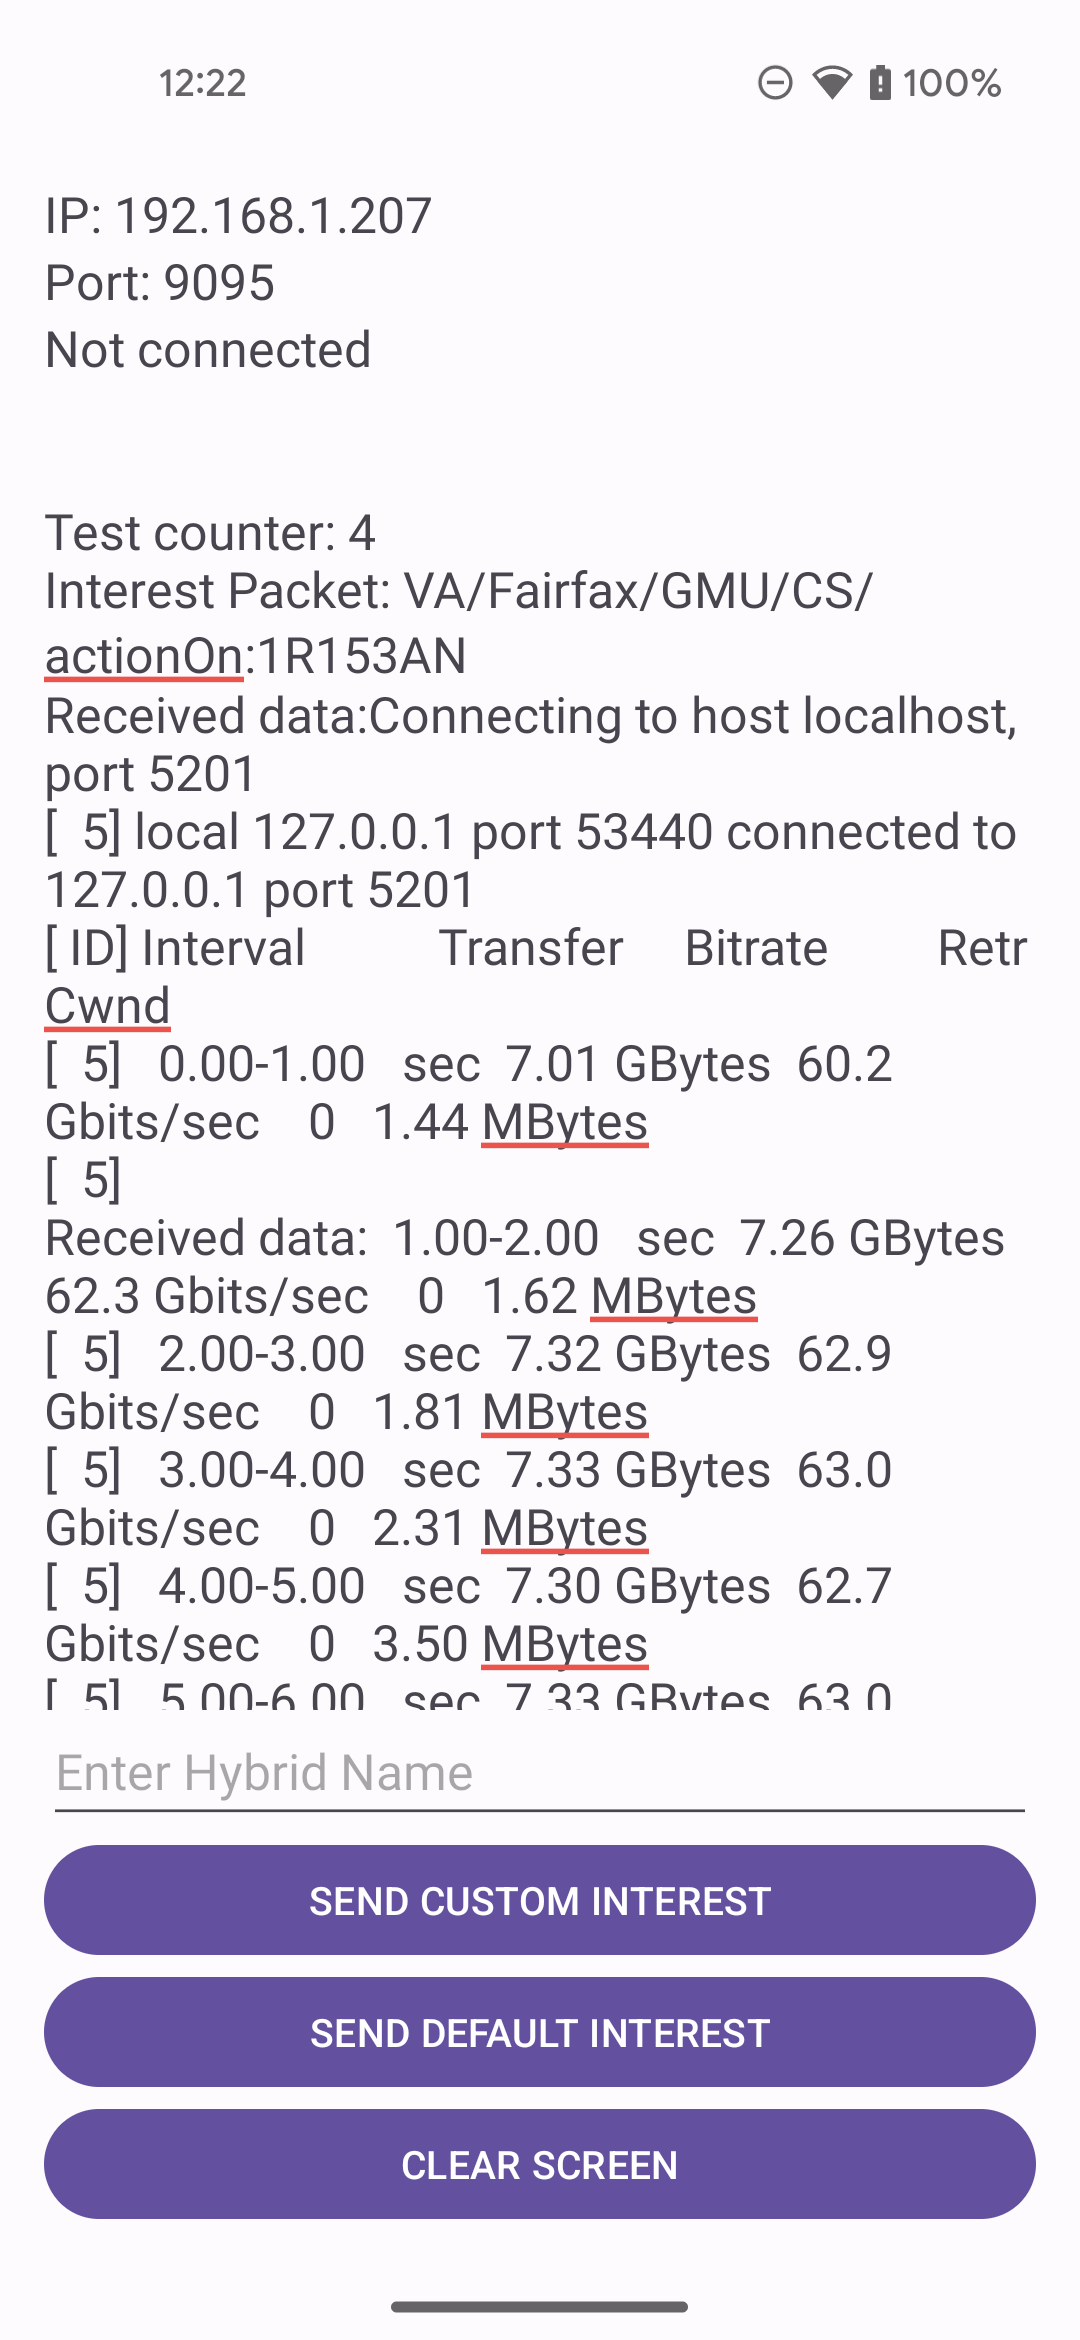 12:22
100%
IP: 192.168.1.207
Port: 9095
Not connected
Test counter: 4
Interest Packet: VA/Fairfax/GMU/CS/
actionOn:1R153AN
Received data:Connecting to host localhost,
port 5201
[  5] local 127.0.0.1 port 53440 connected to
127.0.0.1 port 5201
[ ID] Interval           Transfer     Bitrate         Retr
Cwnd
[  5]   0.00-1.00   sec  7.01 GBytes  60.2
Gbits/sec    0   1.44 MBytes
[  5]
Received data:  1.00-2.00   sec  7.26 GBytes
62.3 Gbits/sec    0   1.62 MBytes
[  5]   2.00-3.00   sec  7.32 GBytes  62.9
Gbits/sec    0   1.81 MBytes
[  5]   3.00-4.00   sec  7.33 GBytes  63.0
Gbits/sec    0   2.31 MBytes
[  5]   4.00-5.00   sec  7.30 GBytes  62.7
Gbits/sec    0   3.50 MBytes
[  5]   5.00-6.00   sec  7.33 GBytes  63.0
Enter Hybrid Name
SEND CUSTOM INTEREST
SEND DEFAULT INTEREST
CLEAR SCREEN